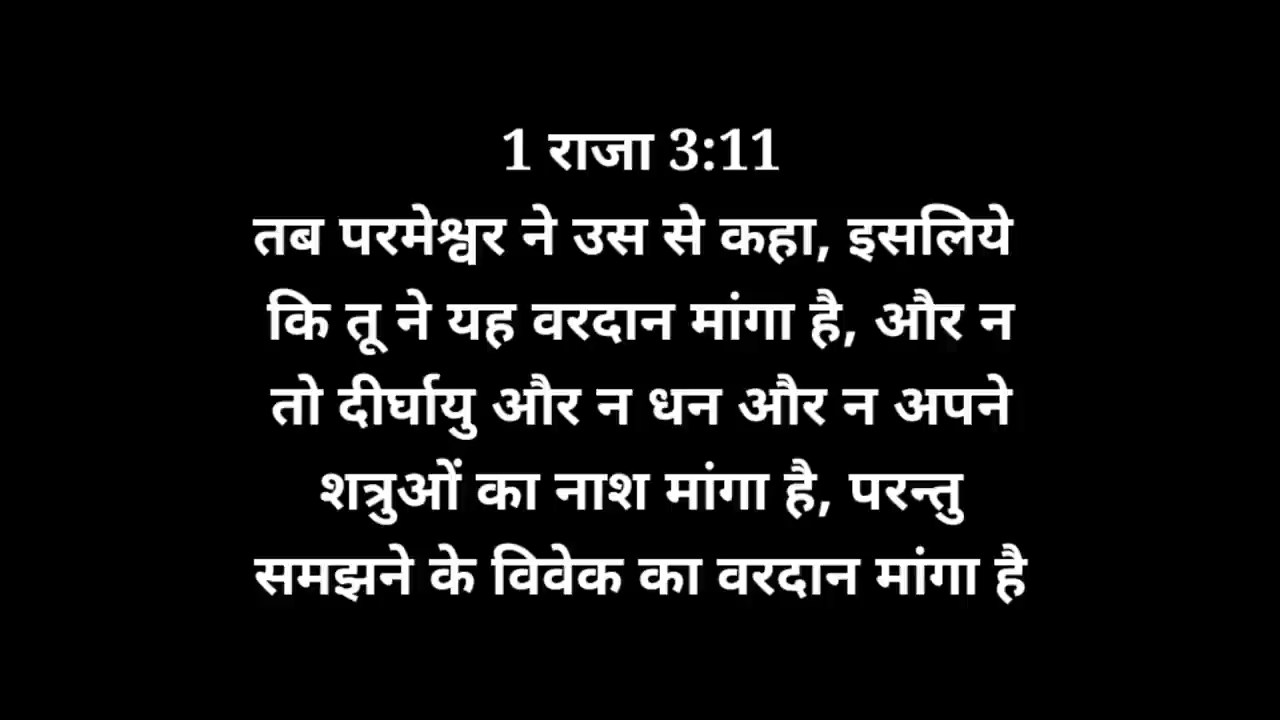 1 राजा 3:11
तब परमेश्वर ने उस से कहा, इसलिये
कि तू ने यह वरदान मांगा है, और न
तो दीर्घायु और न धन और न अपने
शत्रुओं का नाश मांगा है, परन्तु
समझने के विवेक का वरदान मांगा है